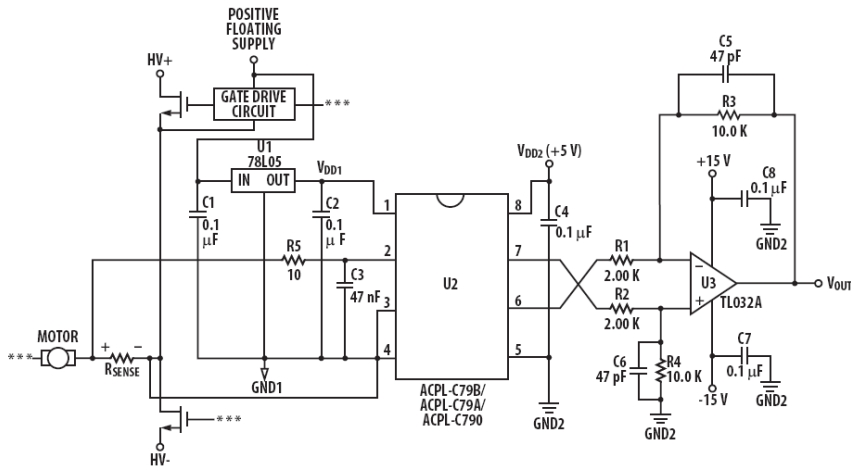 POSITIVE
FLOATING
SUPPLY
HV+
GATE DRIVE
CIRCUIT
***
U1
78L05
IN OUT
VDD1
C1
0.1
µF
C2
0.1
µ F
R5
10
C3
47 nF
MOTOR
***
+ −
RSENSE
GND1
***
HV-
1
2
3
4
U2
8
7
6
5
ACPL-C79B/
ACPL-C79A/
ACPL-C790
VDD2 (+5 V)
C4
0.1 µF
GND2
R1
2.00 K
R2
2.00 K
C5
47 pF
R3
10.0 K
+15 V
C8
0.1 µF
GND2
−
+
U3
TL032A
VOUT
C6
47 pF
R4
10.0 K
GND2
C7
0.1 µF
-15 V
GND2